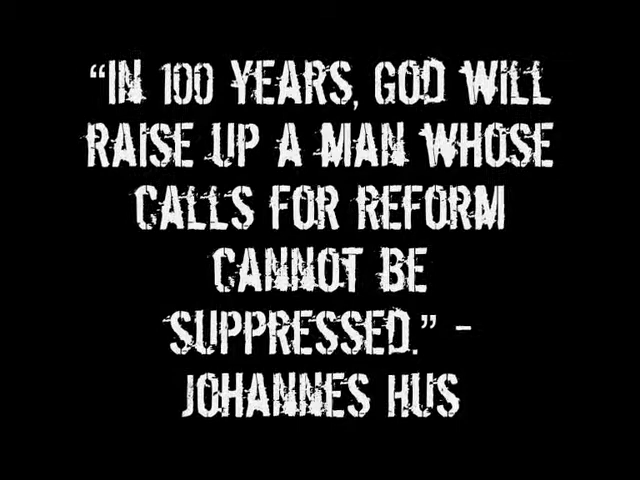 “IN 100 YEARS, GOD WILL
RAISE UP A MAN WHOSE
CALLS FOR REFORM
CANNOT BE
SUPPRESSED.” -
JOHANNES HUS